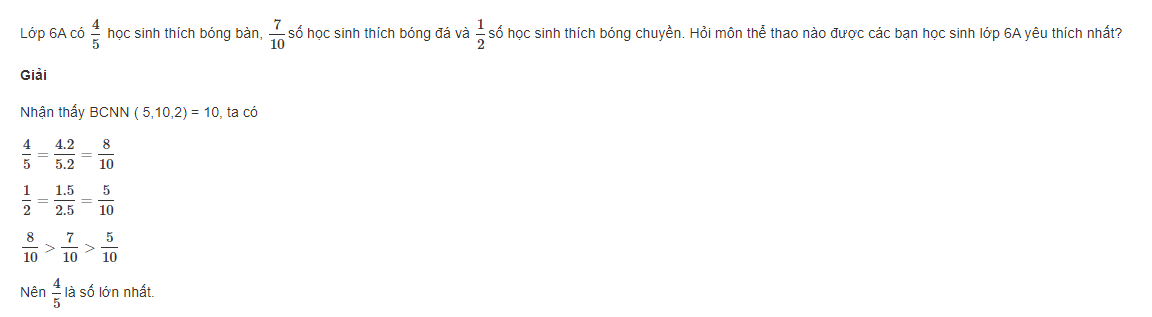 Lớp 6A có 4/5 học sinh thích bóng bàn, 7/10 số học sinh thích bóng đá và 1/2 số học sinh thích bóng chuyền. Hỏi môn thể thao nào được các bạn học sinh lớp 6A yêu thích nhất?
Giải
Nhận thấy BCNN ( 5,10,2) = 10, ta có
4/5 = 4.2/5.2 = 8/10
1/2 = 1.5/2.5 = 5/10
8/10 > 7/10 > 5/10
Nên 4/5 là số lớn nhất.